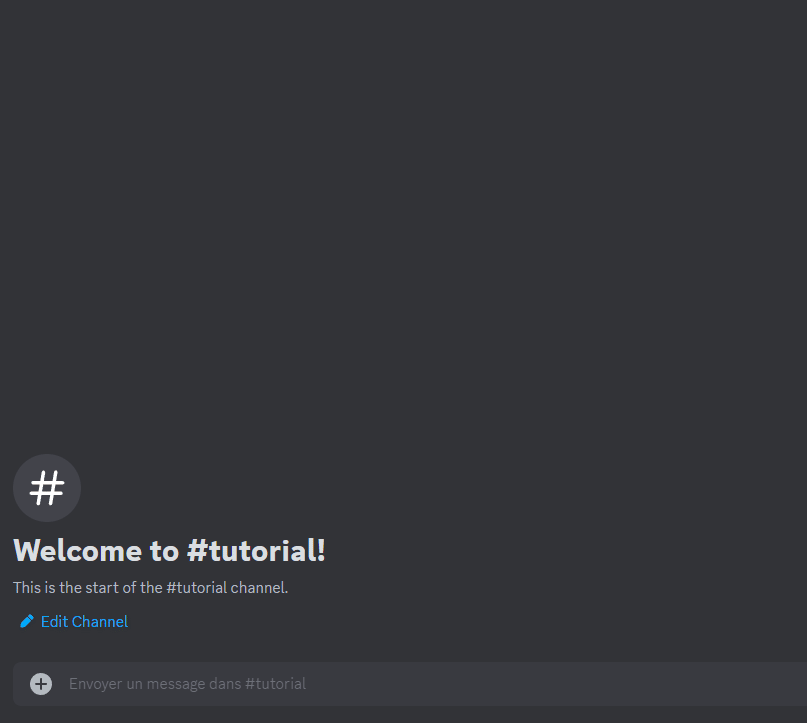 #
Welcome to #tutorial!
This is the start of the #tutorial channel.
Edit Channel
Envoyer un message dans #tutorial